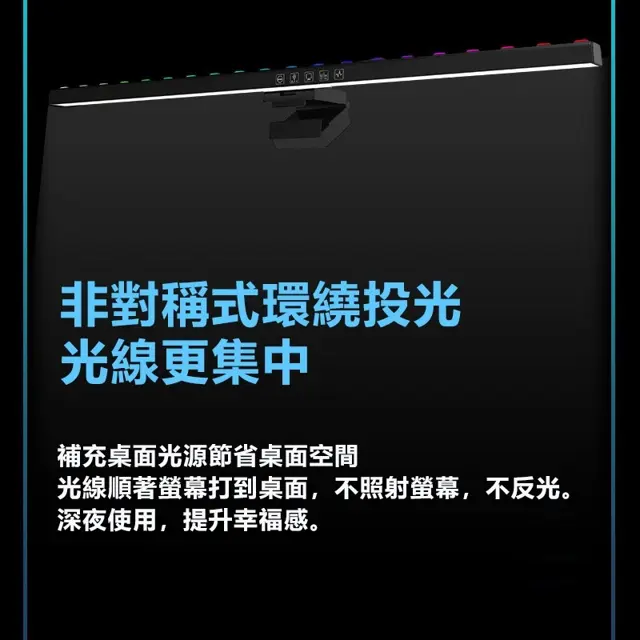 非對稱式環繞投光
光線更集中
補充桌面光源節省桌面空間
光線順著螢幕打到桌面，不照射螢幕，不反光。
深夜使用，提升幸福感。